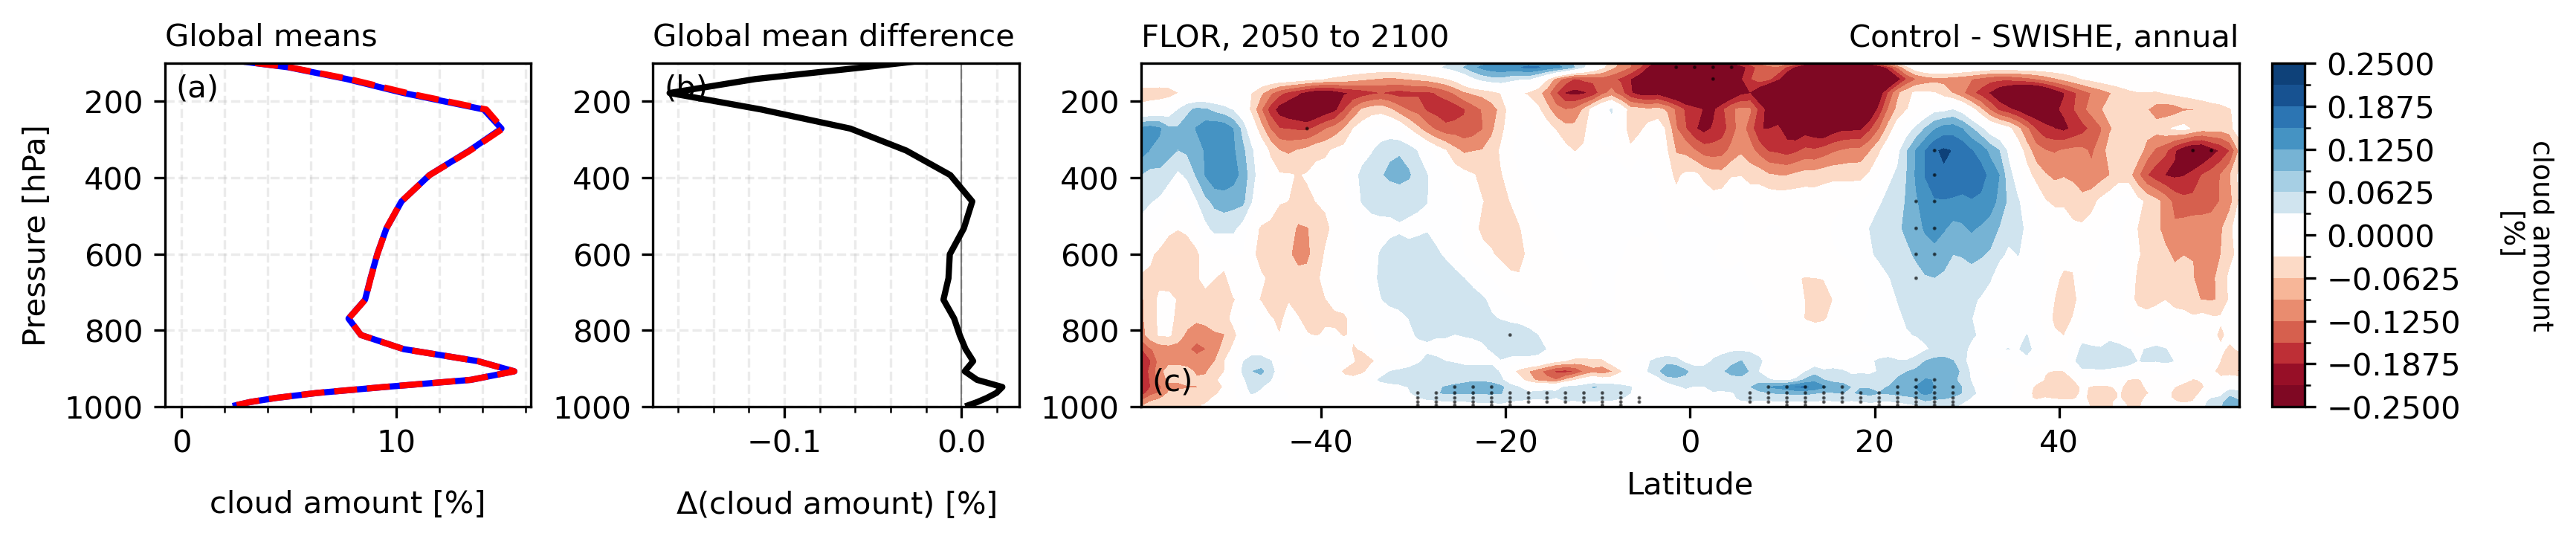 Global means
Global mean difference
FLOR, 2050 to 2100
Control - SWISHE, annual
(a)
(b)
(c)
Pressure [hPa]
200
400
600
800
1000
0
10
cloud amount [%]
200
400
600
800
1000
−0.1
0.0
Δ(cloud amount) [%]
200
400
600
800
1000
−40
−20
0
20
40
Latitude
0.2500
0.1875
0.1250
0.0625
0.0000
−0.0625
−0.1250
−0.1875
−0.2500
cloud amount
[%]